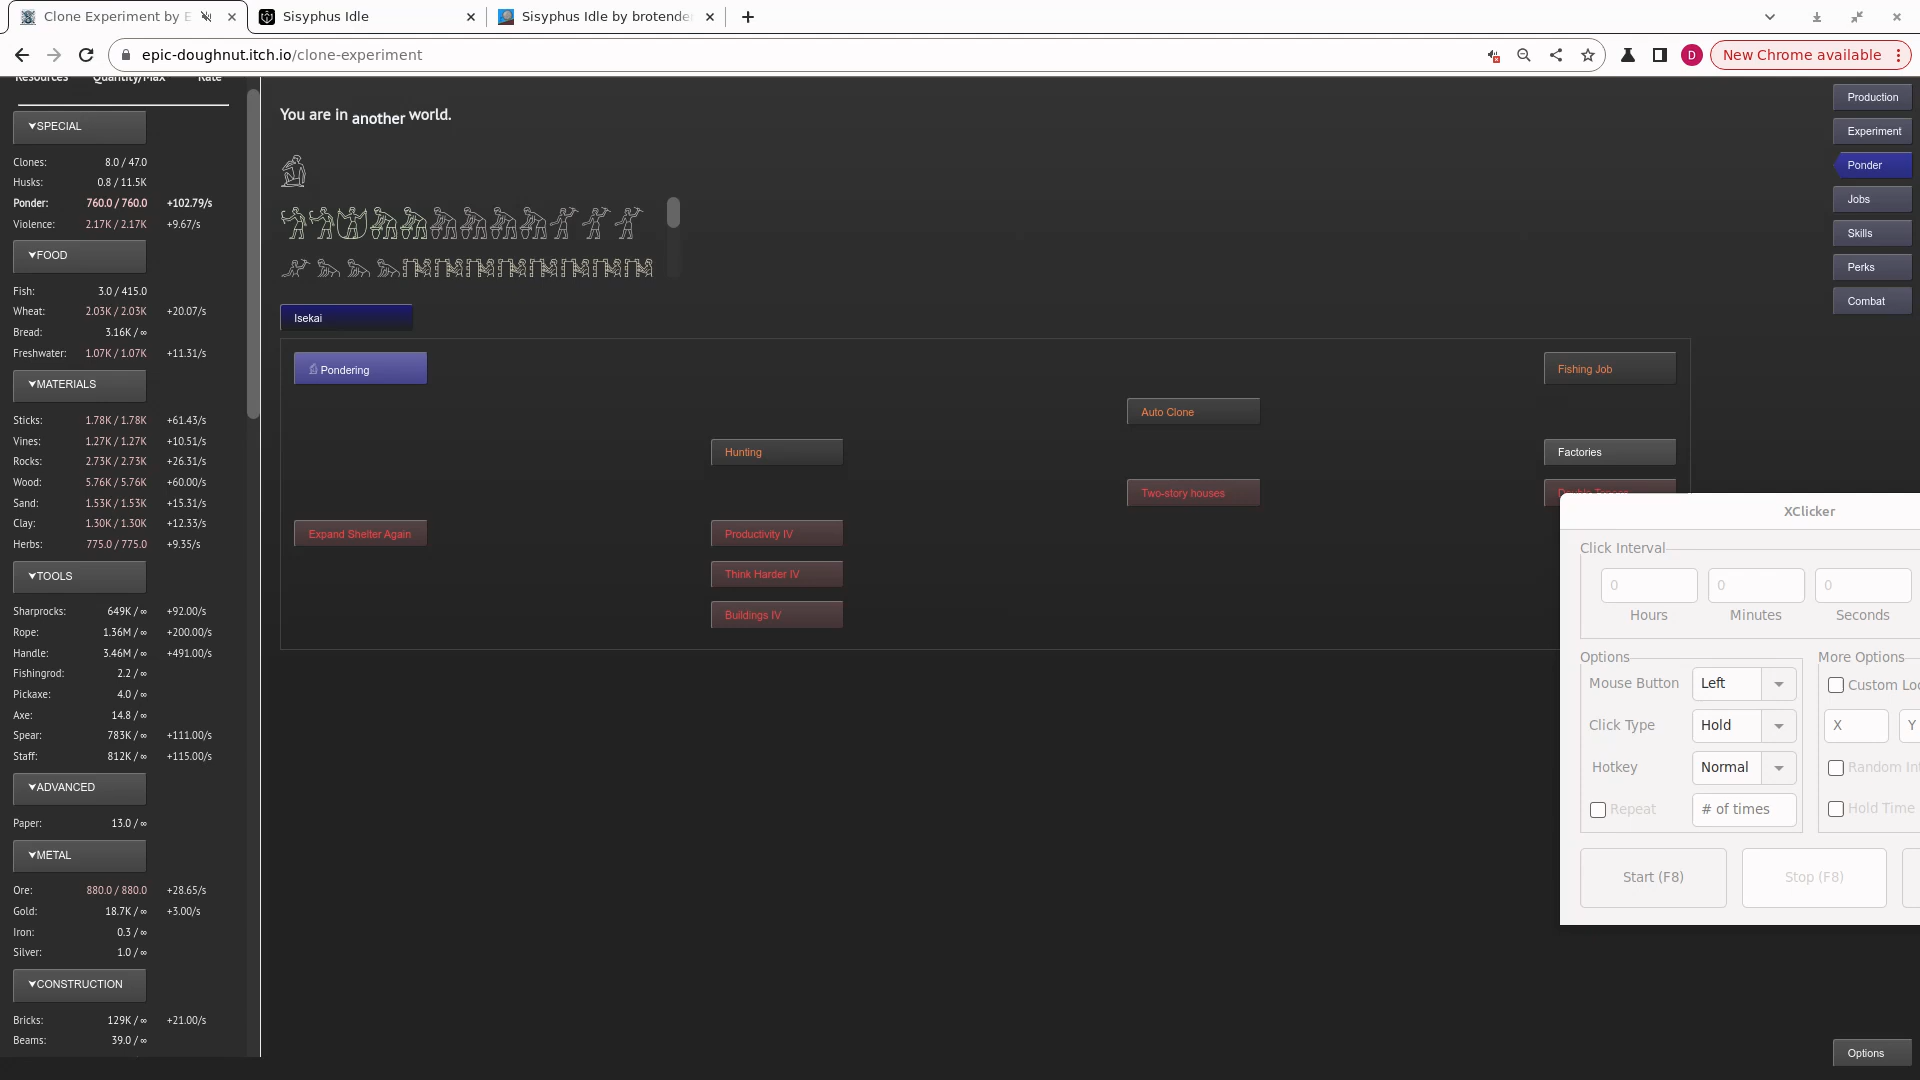 Clone Experiment by E
Sisyphus Idle
Sisyphus Idle by brotende
epic-doughnut.itch.io/clone-experiment
D
New Chrome available
Resources Quantity/Max Rate
SPECIAL
Clones: 8.0 / 47.0
Husks: 0.8 / 11.5K
Ponder: 760.0 / 760.0 +102.79/s
Violence: 2.17K / 2.17K +9.67/s
FOOD
Fish: 3.0 / 415.0
Wheat: 2.03K / 2.03K +20.07/s
Bread: 3.16K / ∞
Freshwater: 1.07K / 1.07K +11.31/s
MATERIALS
Sticks: 1.78K / 1.78K +61.43/s
Vines: 1.27K / 1.27K +10.51/s
Rocks: 2.73K / 2.73K +26.31/s
Wood: 5.76K / 5.76K +60.00/s
Sand: 1.53K / 1.53K +15.31/s
Clay: 1.30K / 1.30K +12.33/s
Herbs: 775.0 / 775.0 +9.35/s
TOOLS
Sharprocks: 649K / ∞ +92.00/s
Rope: 1.36M / ∞ +200.00/s
Handle: 3.46M / ∞ +491.00/s
Fishingrod: 2.2 / ∞
Pickaxe: 4.0 / ∞
Axe: 14.8 / ∞
Spear: 783K / ∞ +111.00/s
Staff: 812K / ∞ +115.00/s
ADVANCED
Paper: 13.0 / ∞
METAL
Ore: 880.0 / 880.0 +28.65/s
Gold: 18.7K / ∞ +3.00/s
Iron: 0.3 / ∞
Silver: 1.0 / ∞
CONSTRUCTION
Bricks: 129K / ∞ +21.00/s
Beams: 39.0 / ∞
You are in another world.
Isekai
Pondering
Fishing Job
Auto Clone
Hunting
Factories
Two-story houses
Expand Shelter Again
Productivity IV
Think Harder IV
Buildings IV
Production
Experiment
Ponder
Jobs
Skills
Perks
Combat
XClicker
Click Interval
0 0 0
Hours Minutes Seconds
Options
Mouse Button Left
Click Type Hold
Hotkey Normal
Repeat # of times
More Options
Custom Loc
X Y
Random Int
Hold Time
Start (F8) Stop (F8)
Options